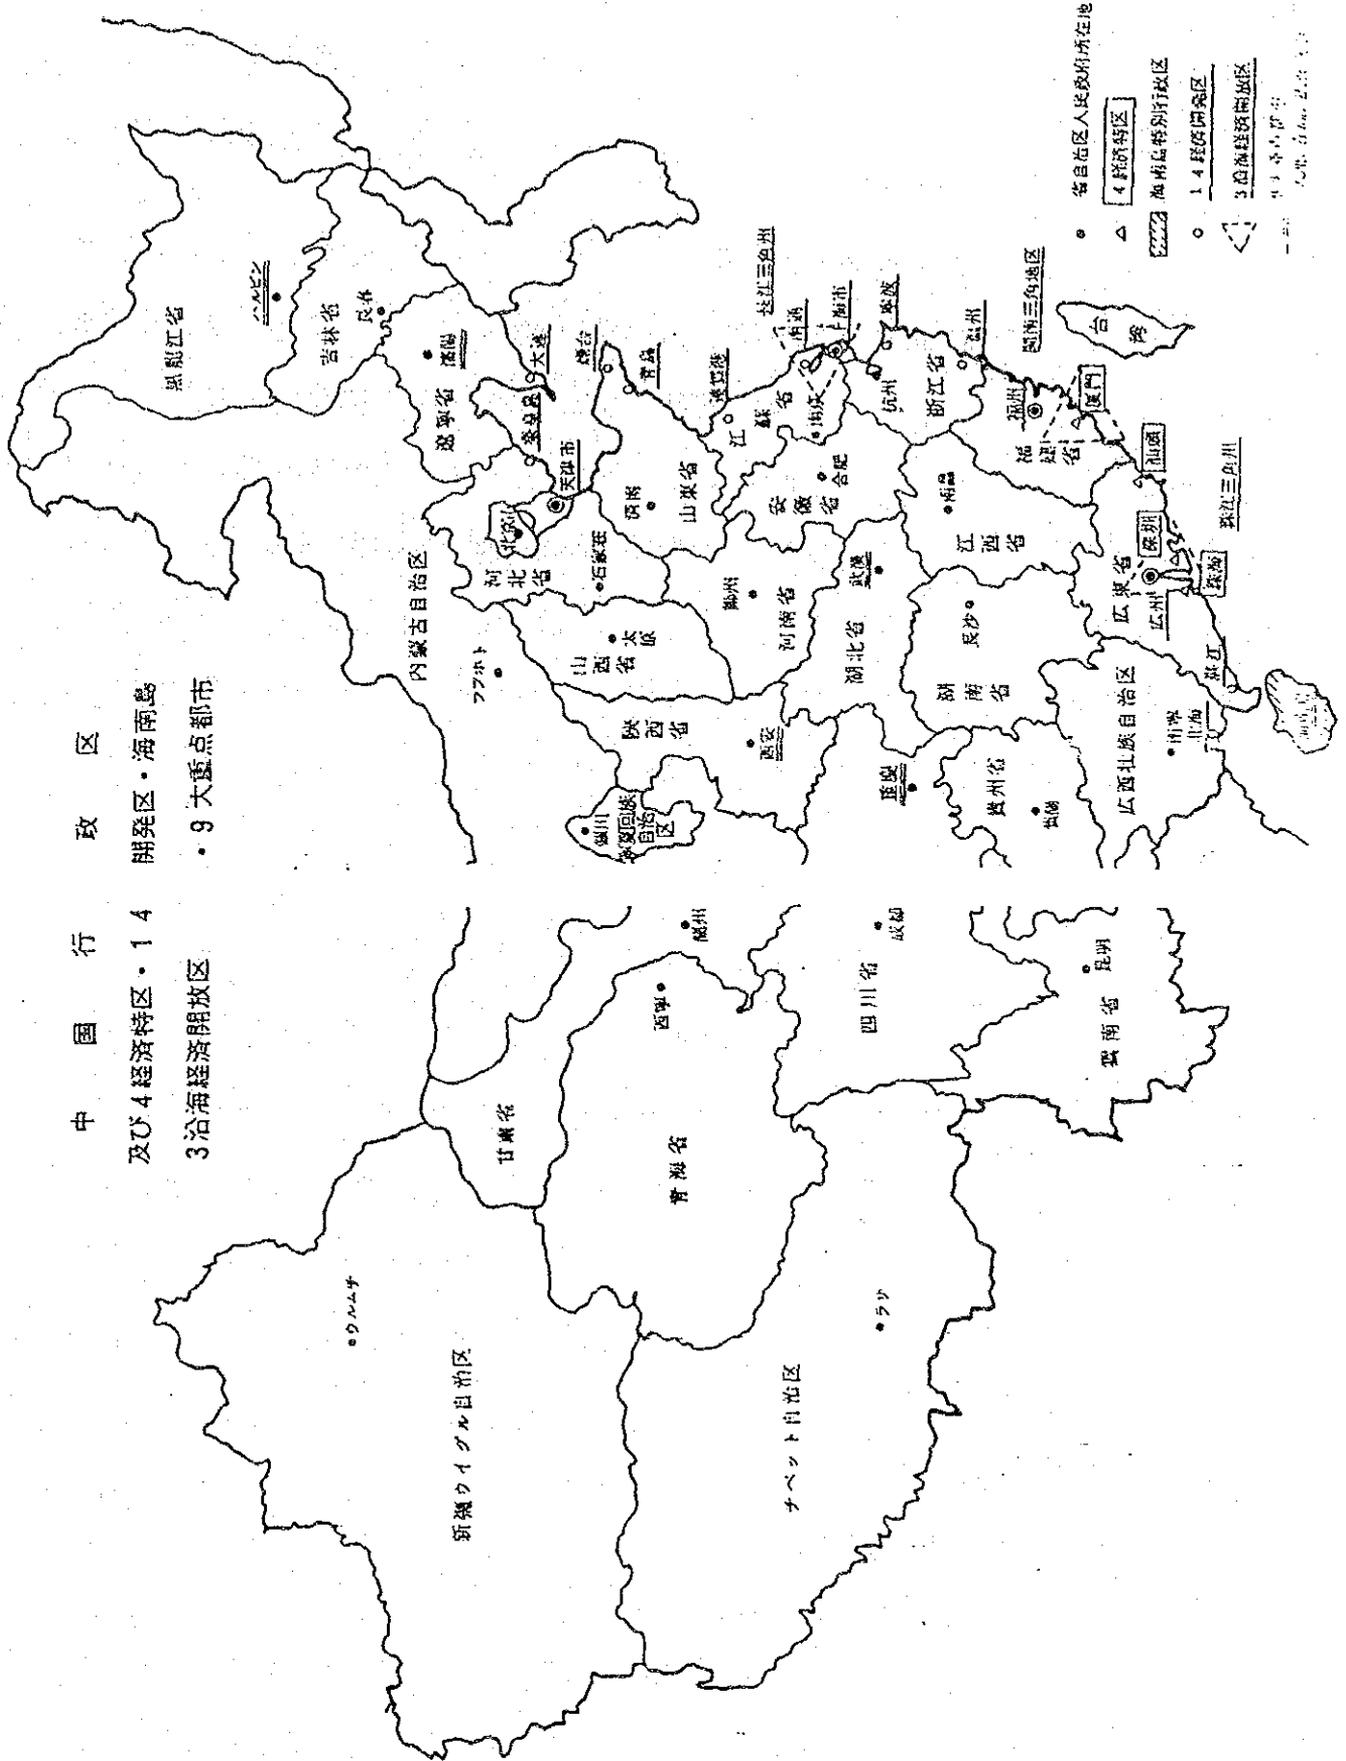 中国行政区
及び4経済特区・14開発区・海南島
3沿海経済開放区・9大重点都市
新疆ウイグル自治区
ウルムチ
チベット自治区
ラサ
青海省
西寧
甘粛省
蘭州
四川省
成都
重慶
雲南省
昆明
内蒙古自治区
フフホト
寧夏回族
自治
区
銀川
陝西省
西安
山西省
太原
河北省
石家荘
北京市
天津市
秦皇島
黒龍江省
ハルビン
吉林省
長春
遼寧省
瀋陽
大連
山東省
済南
煙台
青島
河南省
鄭州
湖北省
武漢
湖南省
長沙
貴州省
貴陽
広西壮族自治区
南寧
北海
広東省
広州
湛江
深圳
珠海
汕頭
珠江三角州
江西省
南昌
安徽省
合肥
江蘇省
南京
連雲港
南通
長江三角州
上海市
寧波
浙江省
杭州
温州
福建省
福州
厦門
閩南三角地区
台湾
省自治区人民政府所在地
4経済特区
海南島特別行政区
14経済開発区
3沿海経済開放区